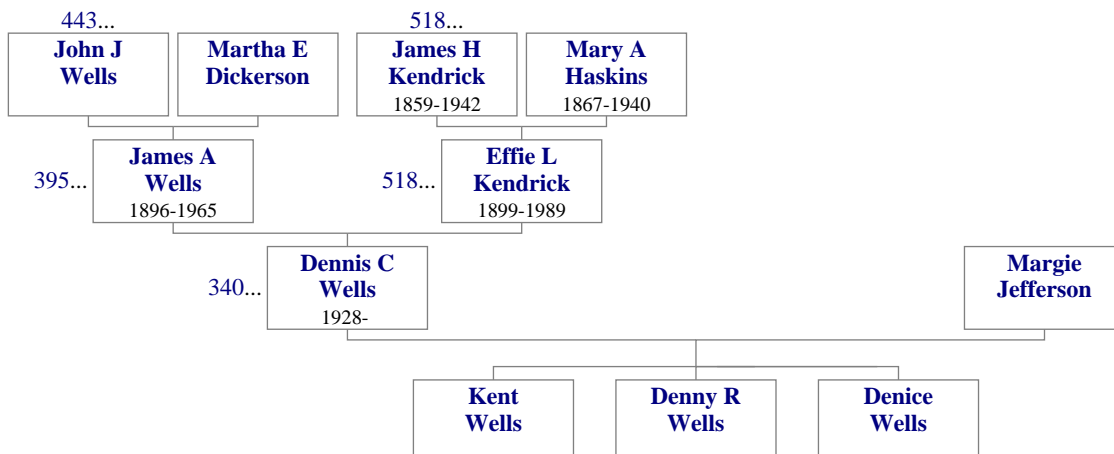 443...
518...
John J
Wells
Martha E
Dickerson
James H
Kendrick
1859-1942
Mary A
Haskins
1867-1940
395...
James A
Wells
1896-1965
518...
Effie L
Kendrick
1899-1989
340...
Dennis C
Wells
1928-
Margie
Jefferson
Kent
Wells
Denny R
Wells
Denice
Wells